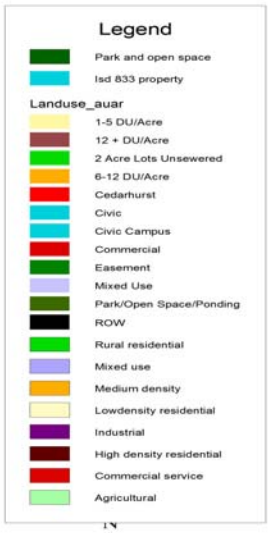 Legend
Park and open space
Isd 833 property
Landuse_auar
1-5 DU/Acre
12 + DU/Acre
2 Acre Lots Unsewered
6-12 DU/Acre
Cedarhurst
Civic
Civic Campus
Commercial
Easement
Mixed Use
Park/Open Space/Ponding
ROW
Rural residential
Mixed use
Medium density
Lowdensity residential
Industrial
High density residential
Commercial service
Agricultural
N